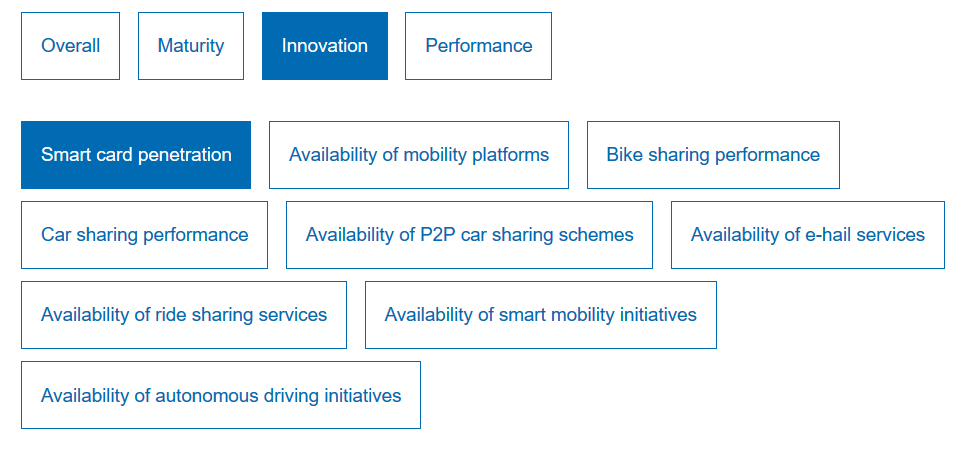 Overall Maturity Innovation Performance
Smart card penetration Availability of mobility platforms Bike sharing performance
Car sharing performance Availability of P2P car sharing schemes Availability of e-hail services
Availability of ride sharing services Availability of smart mobility initiatives
Availability of autonomous driving initiatives